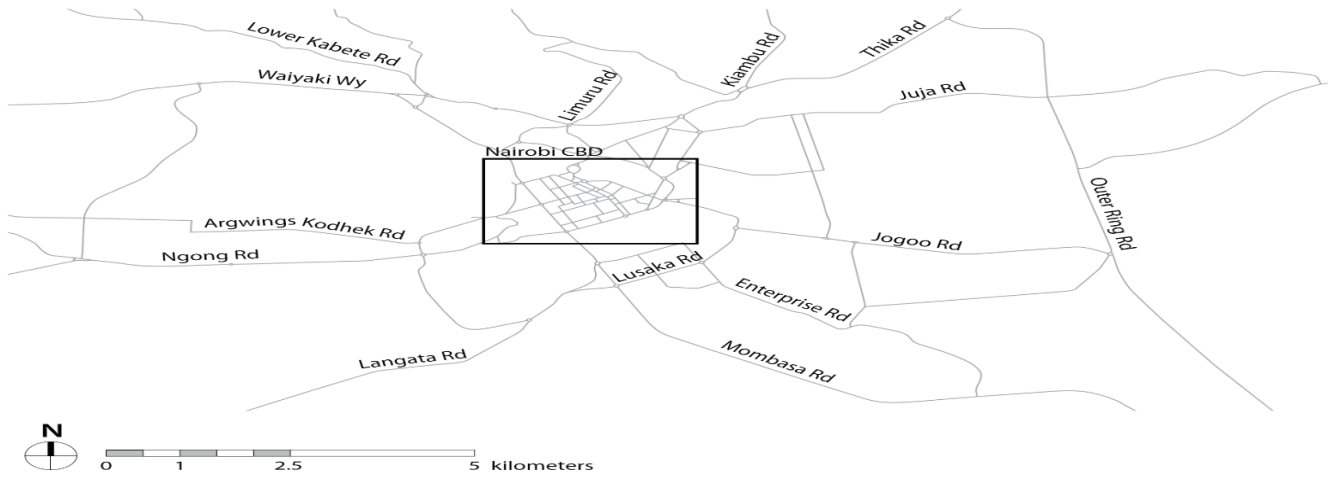 Lower Kabete Rd
Waiyaki Wy
Limuru Rd
Kiambu Rd
Thika Rd
Juja Rd
Nairobi CBD
Outer Ring Rd
Argwings Kodhek Rd
Ngong Rd
Jogoo Rd
Lusaka Rd
Enterprise Rd
Langata Rd
Mombasa Rd
N
0 1 2.5 5 kilometers